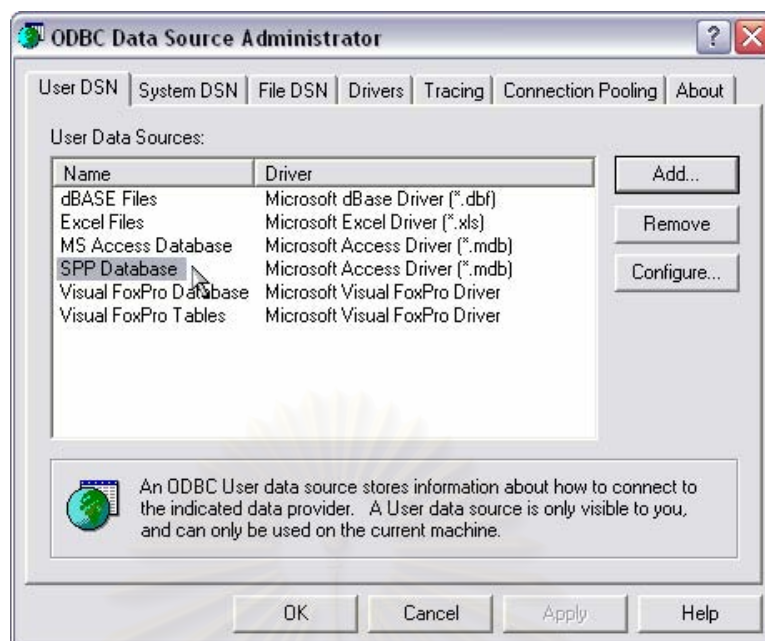 ODBC Data Source Administrator
User DSN System DSN File DSN Drivers Tracing Connection Pooling About
User Data Sources:
Name Driver
dBASE Files Microsoft dBase Driver (*.dbf)
Excel Files Microsoft Excel Driver (*.xls)
MS Access Database Microsoft Access Driver (*.mdb)
SPP Database Microsoft Access Driver (*.mdb)
Visual FoxPro Database Microsoft Visual FoxPro Driver
Visual FoxPro Tables Microsoft Visual FoxPro Driver
Add...
Remove
Configure...
An ODBC User data source stores information about how to connect to
the indicated data provider. A User data source is only visible to you,
and can only be used on the current machine.
OK Cancel Apply Help